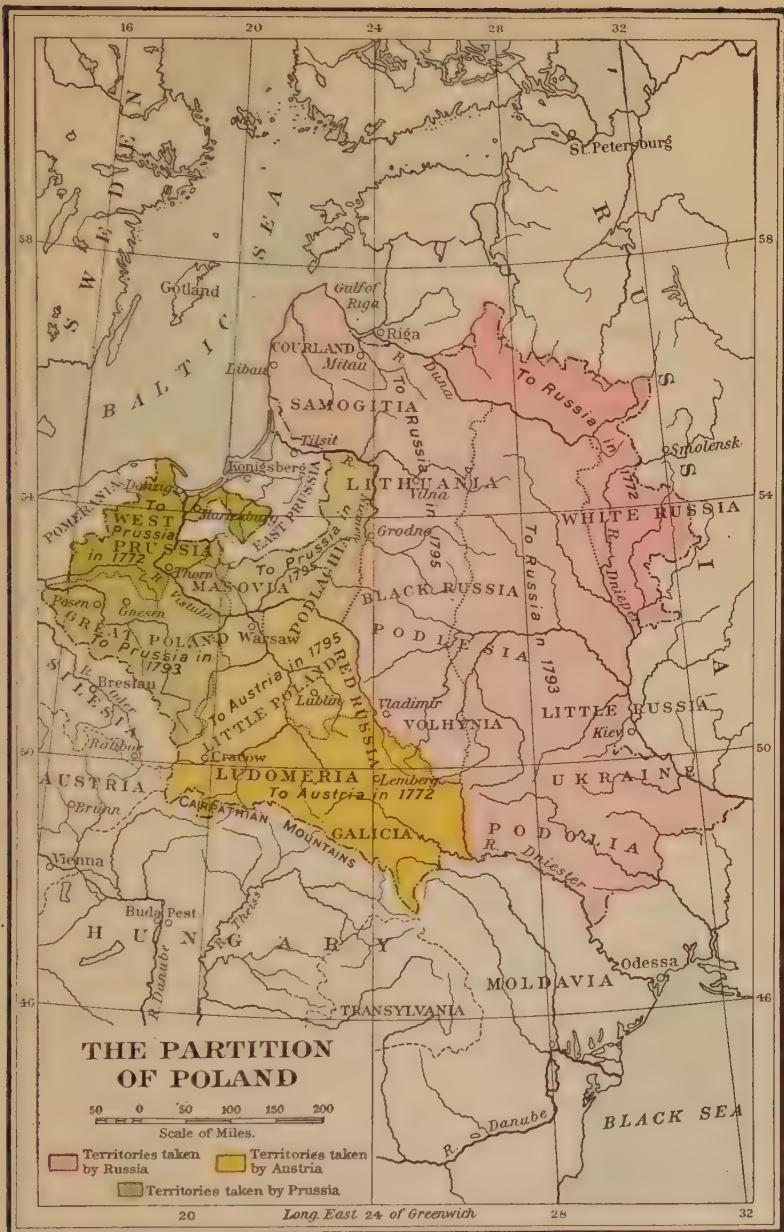 16 20 24 28 32
St. Petersburg
SWEDEN
RUSSIA
58 58
Gotland
BALTIC SEA
Gulf of
Riga
Riga
COURLAND
Mitau
Libau
R. Duna
To Russia in 1772
SAMOGITIA
To Russia in 1795
Smolensk
Tilsit
Königsberg
R. Niemen
LITHUANIA
Vilna
54 54
POMERANIA
Danzig
To
WEST
Prussia
PRUSSIA
in 1772
Marienburg
EAST PRUSSIA
WHITE RUSSIA
R. Dnieper
Grodno
To Prussia in
1795
Thorn
MASOVIA
R. Vistula
PODLACHIA
BLACK RUSSIA
To Russia in 1793
Posen
Gnesen
GREAT POLAND
To Prussia in
1793
Warsaw
PODLESIA
SILESIA
R. Oder
Breslau
To Austria in 1795
LITTLE POLAND
Lublin
RED RUSSIA
Vladimir
VOLHYNIA
LITTLE RUSSIA
Kiev
Ratibor
50 50
Cracow
AUSTRIA
LUDOMERIA
Lemberg
To Austria in 1772
UKRAINE
Brunn
CARPATHIAN MOUNTAINS
GALICIA
PODOLIA
R. Dniester
Vienna
Buda Pest
R. Theiss
HUNGARY
R. Danube
MOLDAVIA
Odessa
46 46
TRANSYLVANIA
THE PARTITION
OF POLAND
50 0 50 100 150 200
Scale of Miles.
R. Danube
BLACK SEA
Territories taken
by Russia
Territories taken
by Austria
Territories taken by Prussia
20 Long. East 24 of Greenwich 28 32